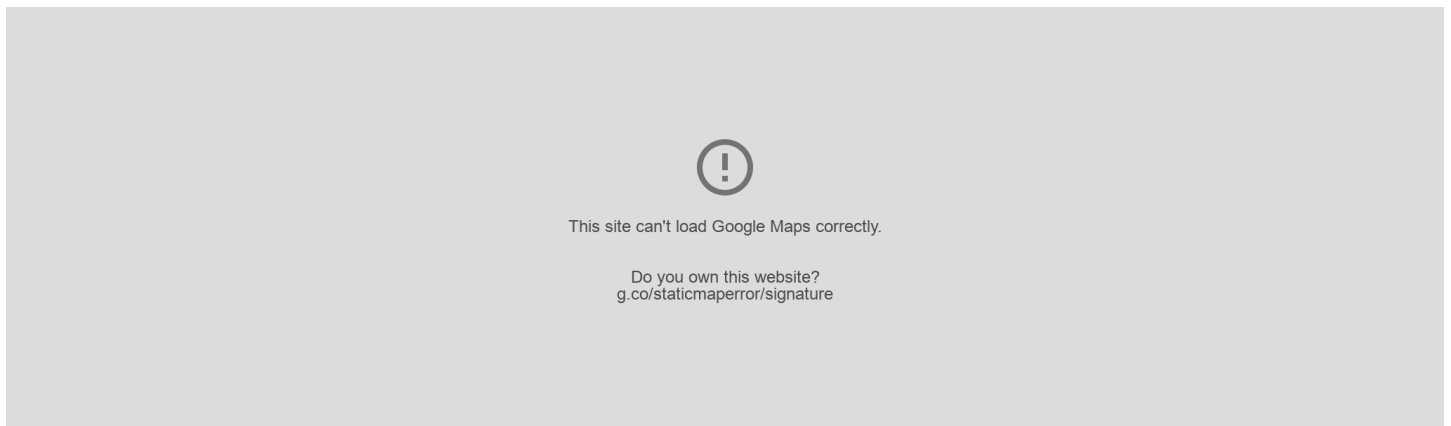 This site can't load Google Maps correctly.
Do you own this website?
g.co/staticmaperror/signature